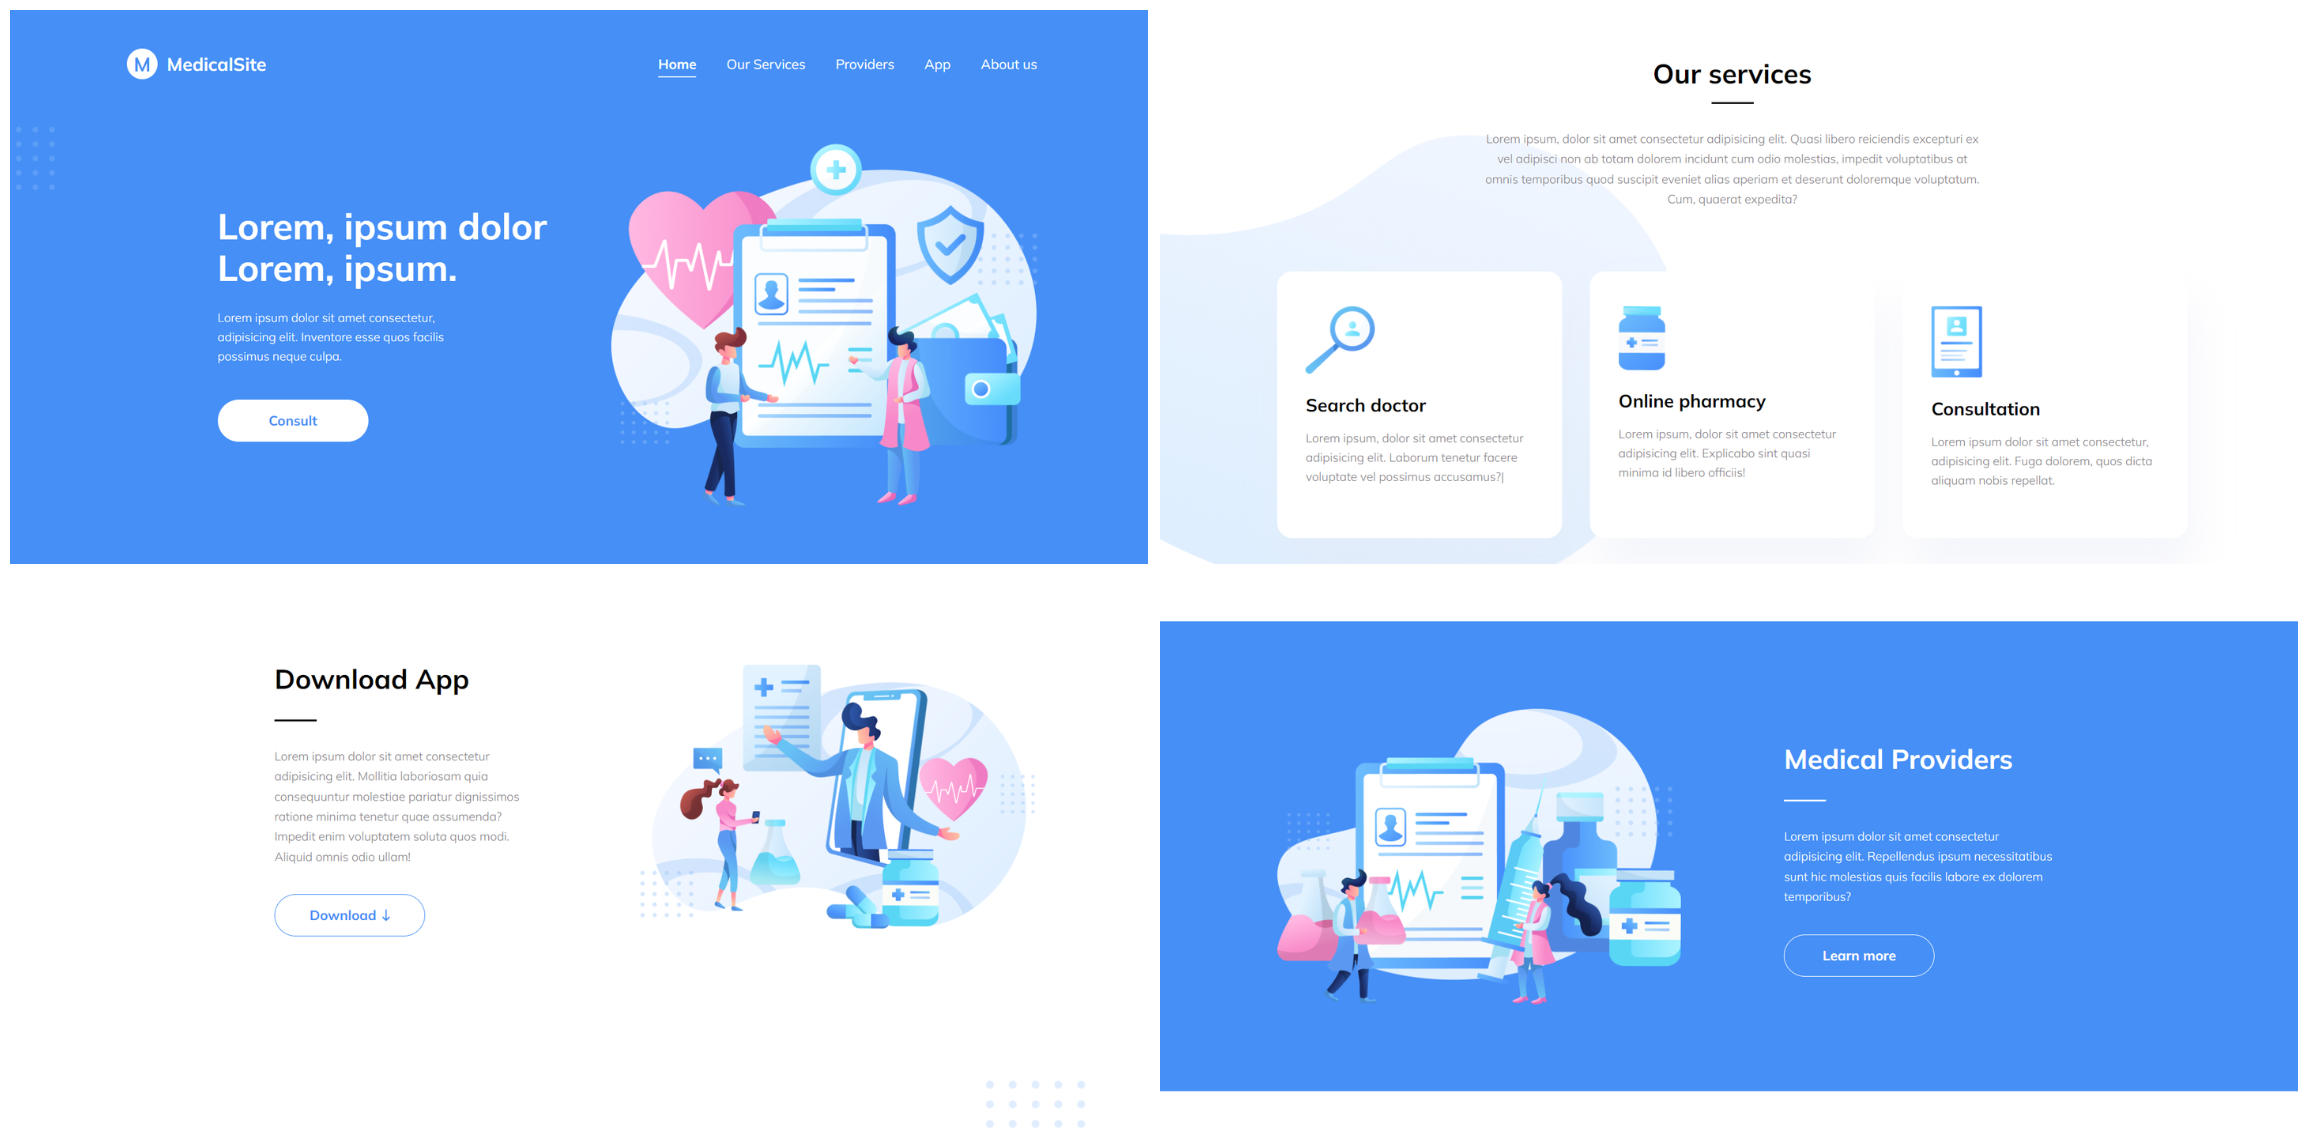 M MedicalSite
Home Our Services Providers App About us
Lorem, ipsum dolor
Lorem, ipsum.
Lorem ipsum dolor sit amet consectetur,
adipisicing elit. Inventore esse quos facilis
possimus neque culpa.
Consult
Our services
Lorem ipsum, dolor sit amet consectetur adipisicing elit. Quasi libero reiciendis excepturi ex
vel adipisci non ab totam dolorem incidunt cum odio molestias, impedit voluptatibus at
omnis temporibus quod suscipit eveniet alias aperiam et deserunt doloremque voluptatum.
Cum, quaerat expedita?
Search doctor
Lorem ipsum, dolor sit amet consectetur
adipisicing elit. Laborum tenetur facere
voluptate vel possimus accusamus?|
Online pharmacy
Lorem ipsum, dolor sit amet consectetur
adipisicing elit. Explicabo sint quasi
minima id libero officiis!
Consultation
Lorem ipsum dolor sit amet consectetur,
adipisicing elit. Fuga dolorem, quos dicta
aliquam nobis repellat.
Download App
Lorem ipsum dolor sit amet consectetur
adipisicing elit. Mollitia laboriosam quia
consequuntur molestiae pariatur dignissimos
ratione minima tenetur quae assumenda?
Impedit enim voluptatem soluta quos modi.
Aliquid omnis odio ullam!
Download ↓
Medical Providers
Lorem ipsum dolor sit amet consectetur
adipisicing elit. Repellendus ipsum necessitatibus
sunt hic molestias quis facilis labore ex dolorem
temporibus?
Learn more